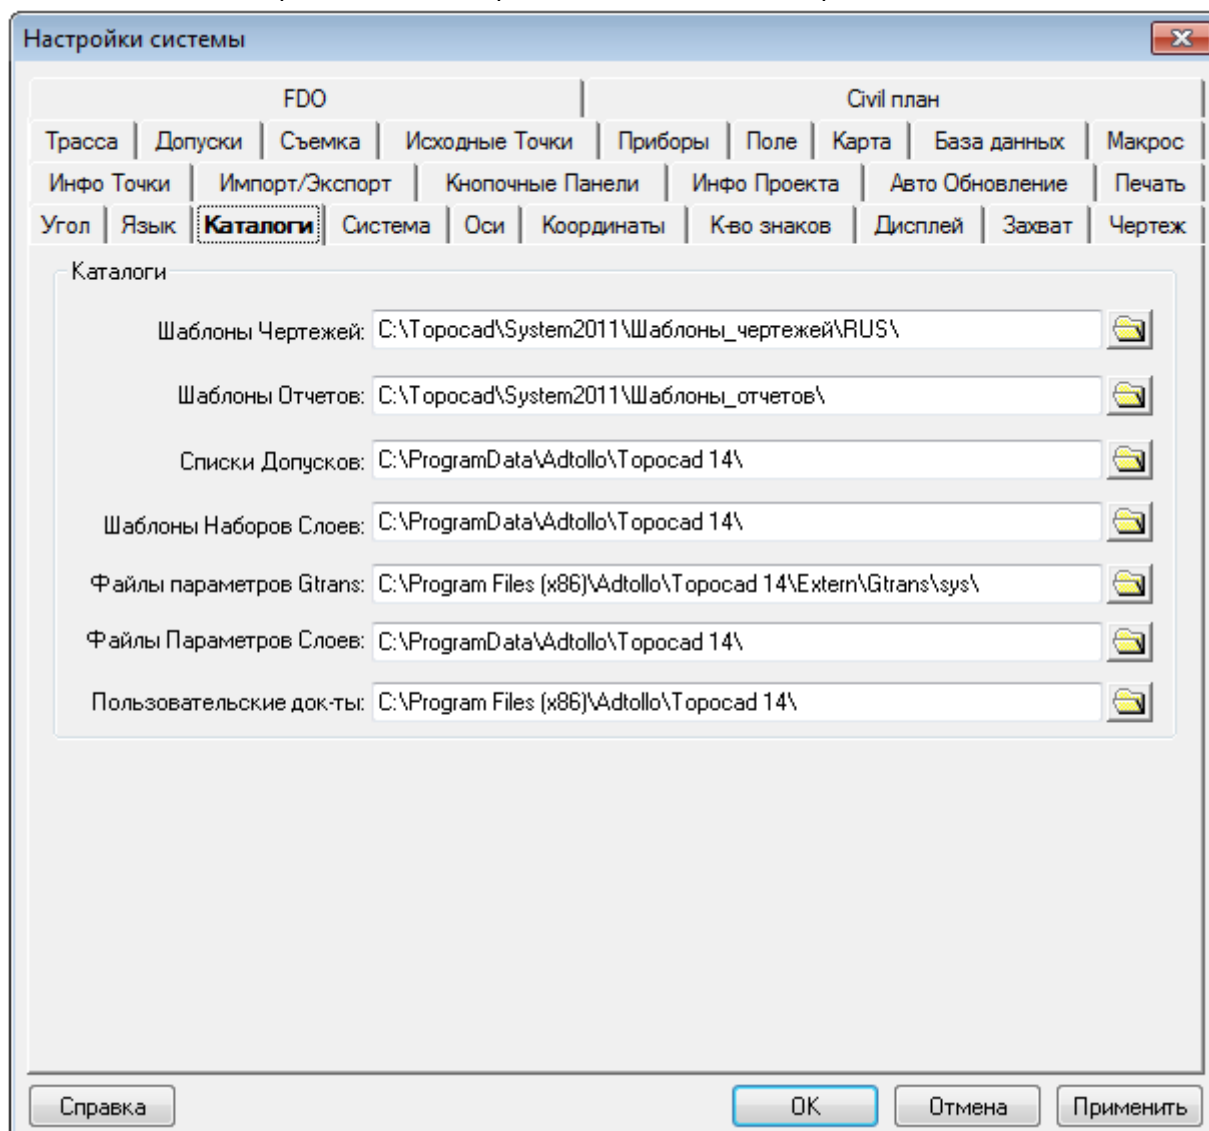 Настройки системы
FDO Civil план
Трасса Допуски Съемка Исходные Точки Приборы Поле Карта База данных Макрос
Инфо Точки Импорт/Экспорт Кнопочные Панели Инфо Проекта Авто Обновление Печать
Угол Язык Каталоги Система Оси Координаты К-во знаков Дисплей Захват Чертеж
Каталоги
Шаблоны Чертежей: C:\Topocad\System2011\Шаблоны_чертежей\RUS\
Шаблоны Отчетов: C:\Topocad\System2011\Шаблоны_отчетов\
Списки Допусков: C:\ProgramData\Adtollo\Topocad 14\
Шаблоны Наборов Слоев: C:\ProgramData\Adtollo\Topocad 14\
Файлы параметров Gtrans: C:\Program Files (x86)\Adtollo\Topocad 14\Extern\Gtrans\sys\
Файлы Параметров Слоев: C:\ProgramData\Adtollo\Topocad 14\
Пользовательские док-ты: C:\Program Files (x86)\Adtollo\Topocad 14\
Справка OK Отмена Применить